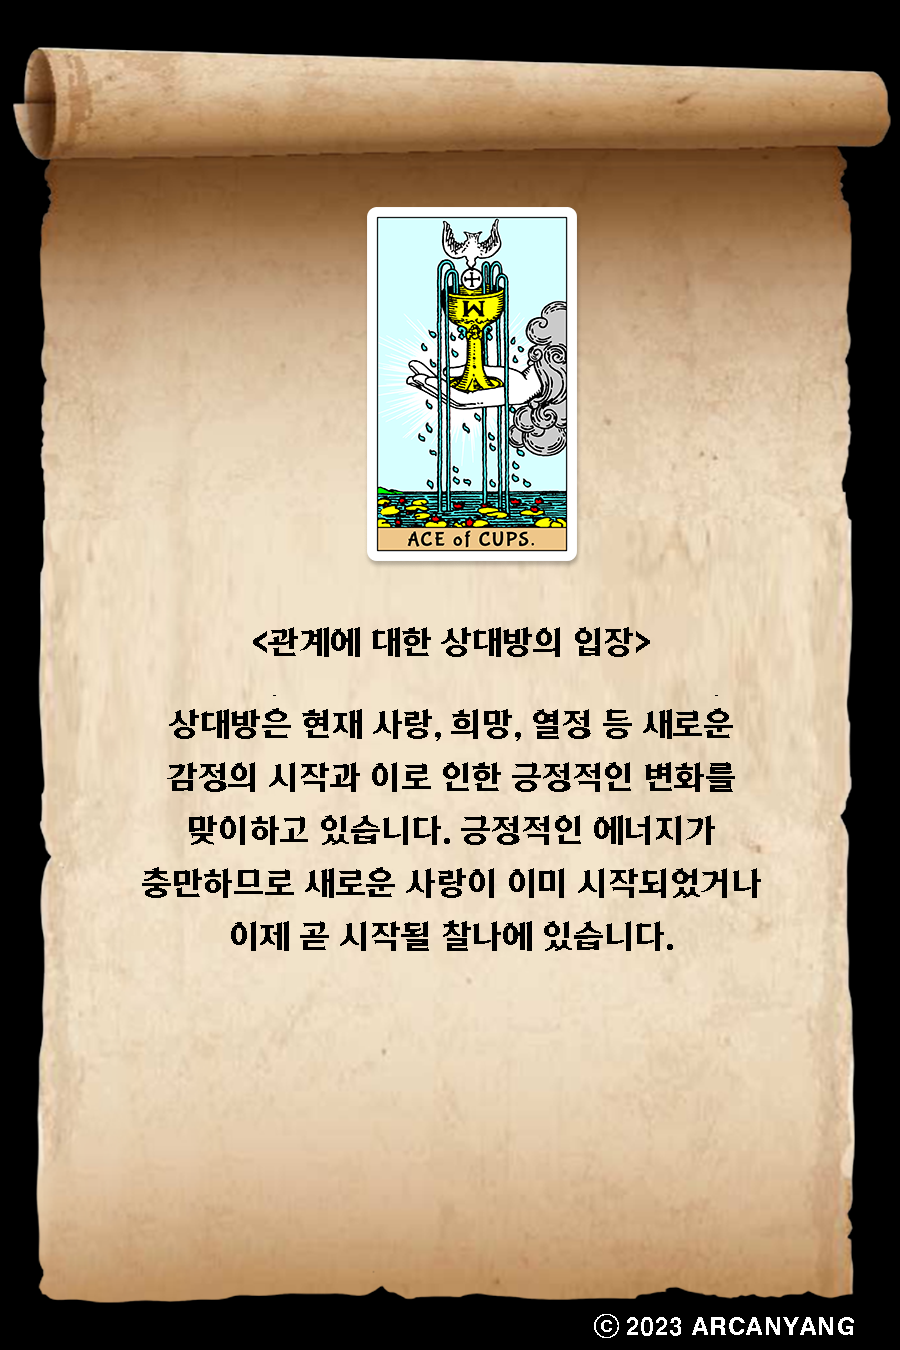 ACE of CUPS.
<관계에 대한 상대방의 입장>
상대방은 현재 사랑, 희망, 열정 등 새로운
감정의 시작과 이로 인한 긍정적인 변화를
맞이하고 있습니다. 긍정적인 에너지가
충만하므로 새로운 사랑이 이미 시작되었거나
이제 곧 시작될 찰나에 있습니다.
ⓒ 2023 ARCANYANG